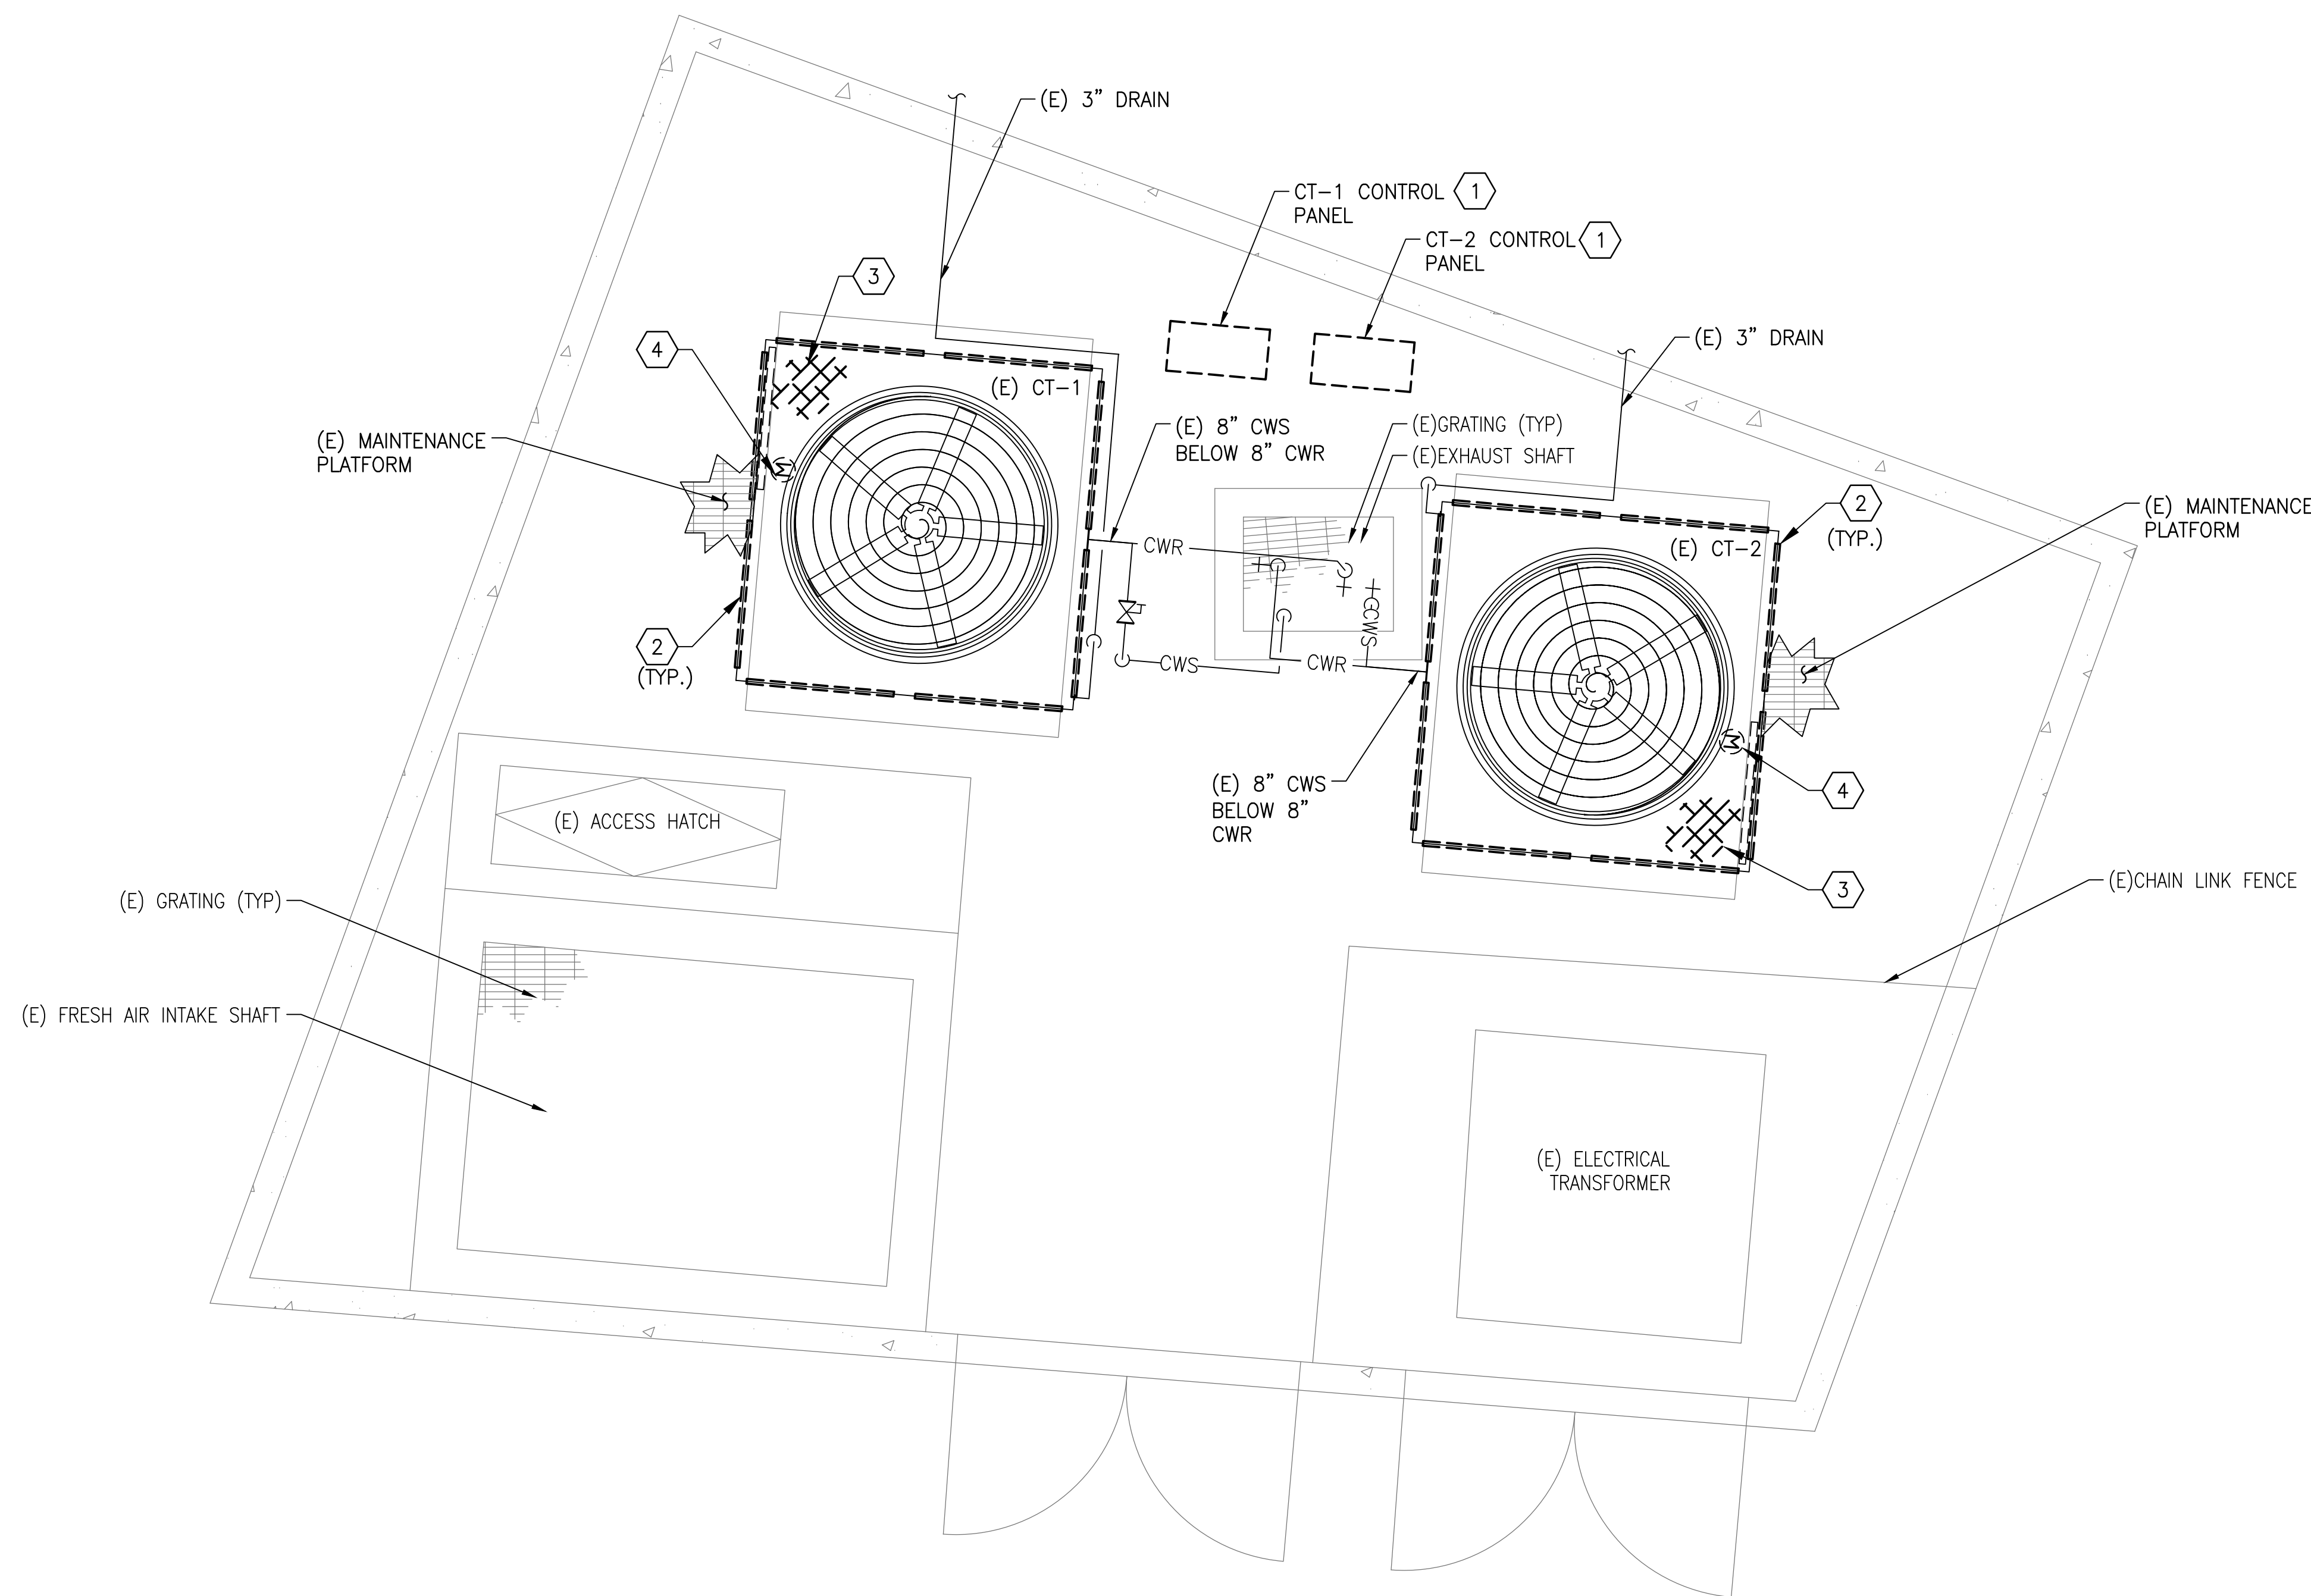 (E) 3" DRAIN
CT-1 CONTROL 1
PANEL
CT-2 CONTROL 1
PANEL
3
4
(E) CT-1
(E) 3" DRAIN
(E) MAINTENANCE
PLATFORM
M
(E) 8" CWS
BELOW 8" CWR
(E)GRATING (TYP)
(E)EXHAUST SHAFT
2
(TYP.)
(E) MAINTENANCE
PLATFORM
CWR
(E) CT-2
2
(TYP.)
CWS
CWR
GCWS
M
(E) 8" CWS
BELOW 8"
CWR
4
3
(E) ACCESS HATCH
(E)CHAIN LINK FENCE
(E) GRATING (TYP)
(E) FRESH AIR INTAKE SHAFT
(E) ELECTRICAL
TRANSFORMER